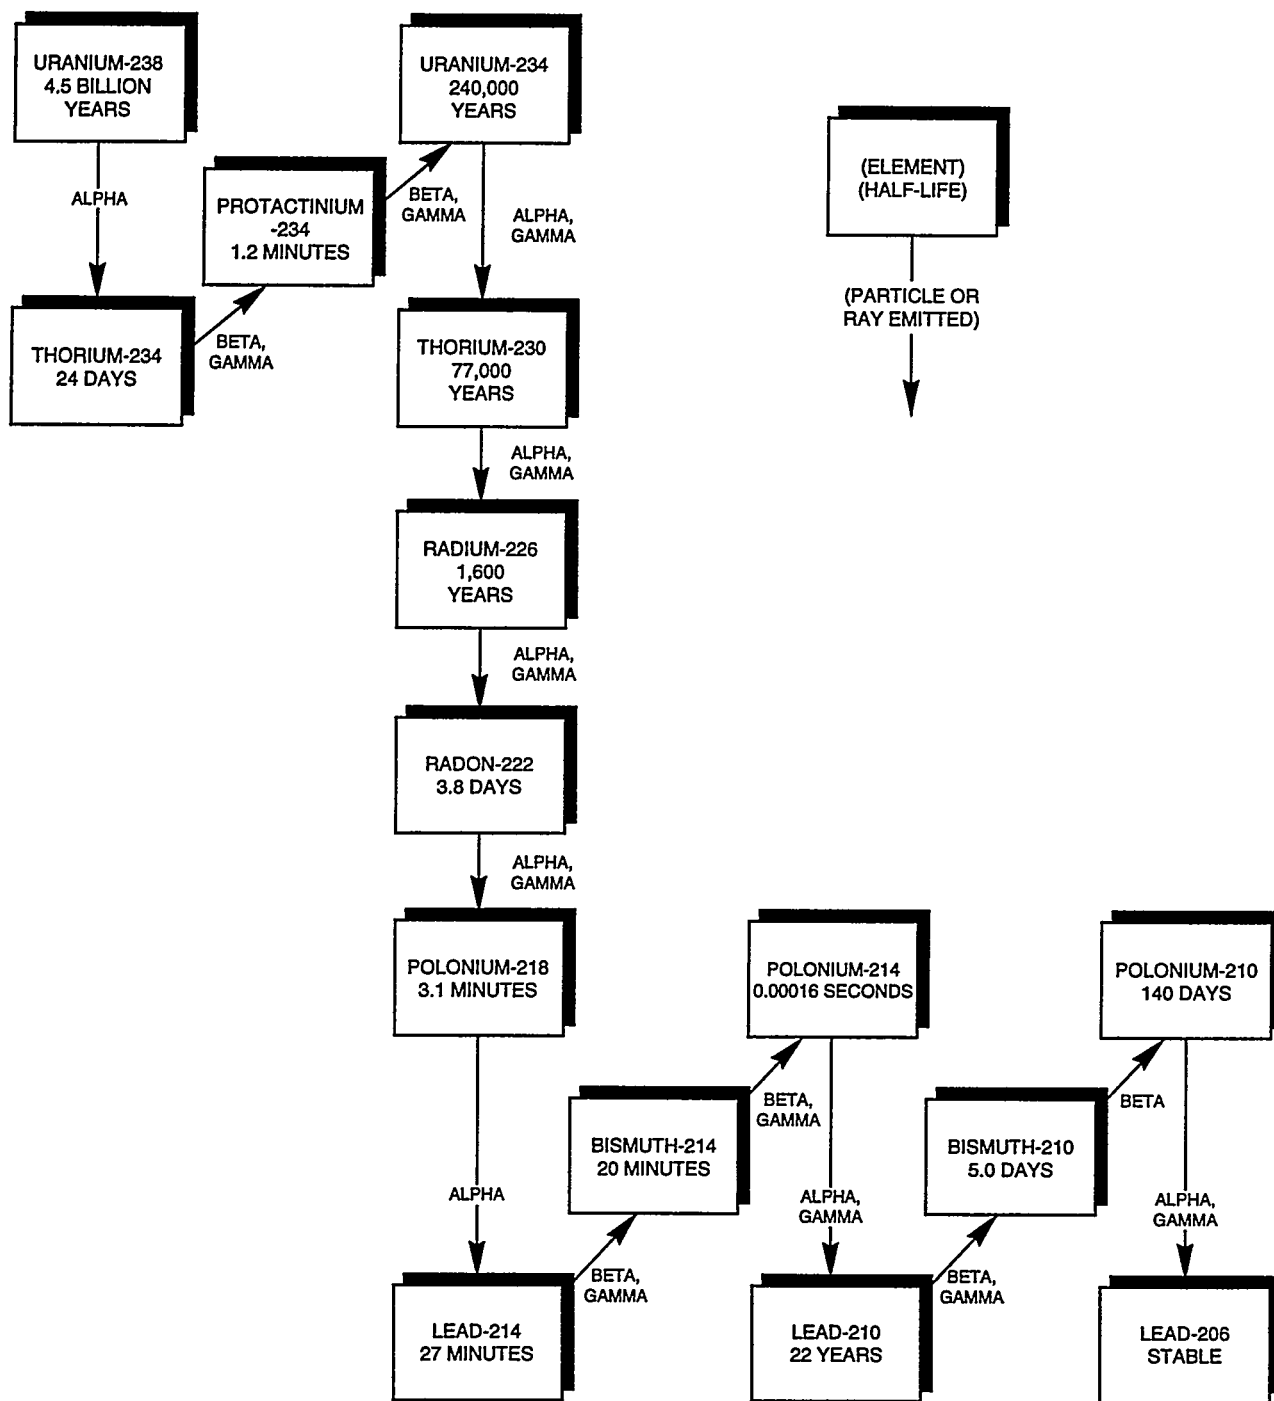 URANIUM-238
4.5 BILLION
YEARS
ALPHA
THORIUM-234
24 DAYS
BETA,
GAMMA
PROTACTINIUM
-234
1.2 MINUTES
BETA,
GAMMA
URANIUM-234
240,000
YEARS
ALPHA,
GAMMA
THORIUM-230
77,000
YEARS
ALPHA,
GAMMA
RADIUM-226
1,600
YEARS
ALPHA,
GAMMA
RADON-222
3.8 DAYS
ALPHA,
GAMMA
POLONIUM-218
3.1 MINUTES
ALPHA
LEAD-214
27 MINUTES
BETA,
GAMMA
BISMUTH-214
20 MINUTES
BETA,
GAMMA
POLONIUM-214
0.00016 SECONDS
ALPHA,
GAMMA
LEAD-210
22 YEARS
BETA,
GAMMA
BISMUTH-210
5.0 DAYS
BETA
POLONIUM-210
140 DAYS
ALPHA,
GAMMA
LEAD-206
STABLE
(ELEMENT)
(HALF-LIFE)
(PARTICLE OR
RAY EMITTED)